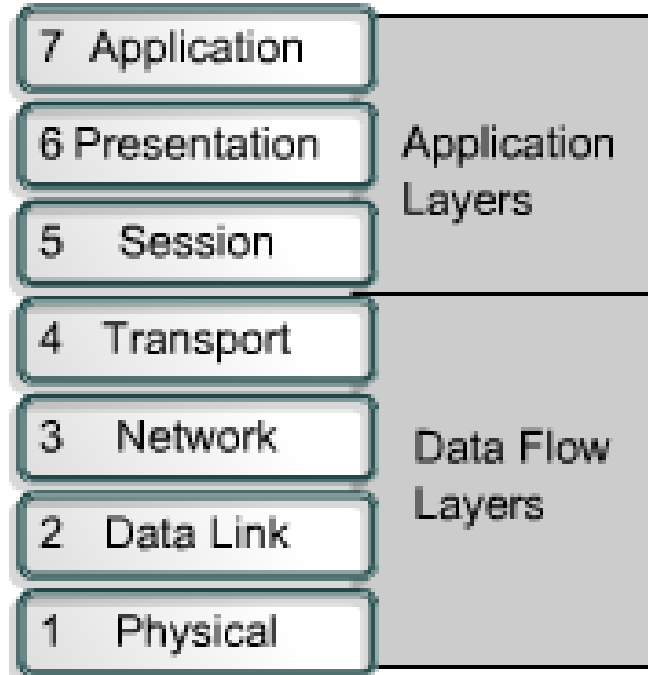 7 Application
6 Presentation
5 Session
4 Transport
3 Network
2 Data Link
1 Physical
Application
Layers
Data Flow
Layers